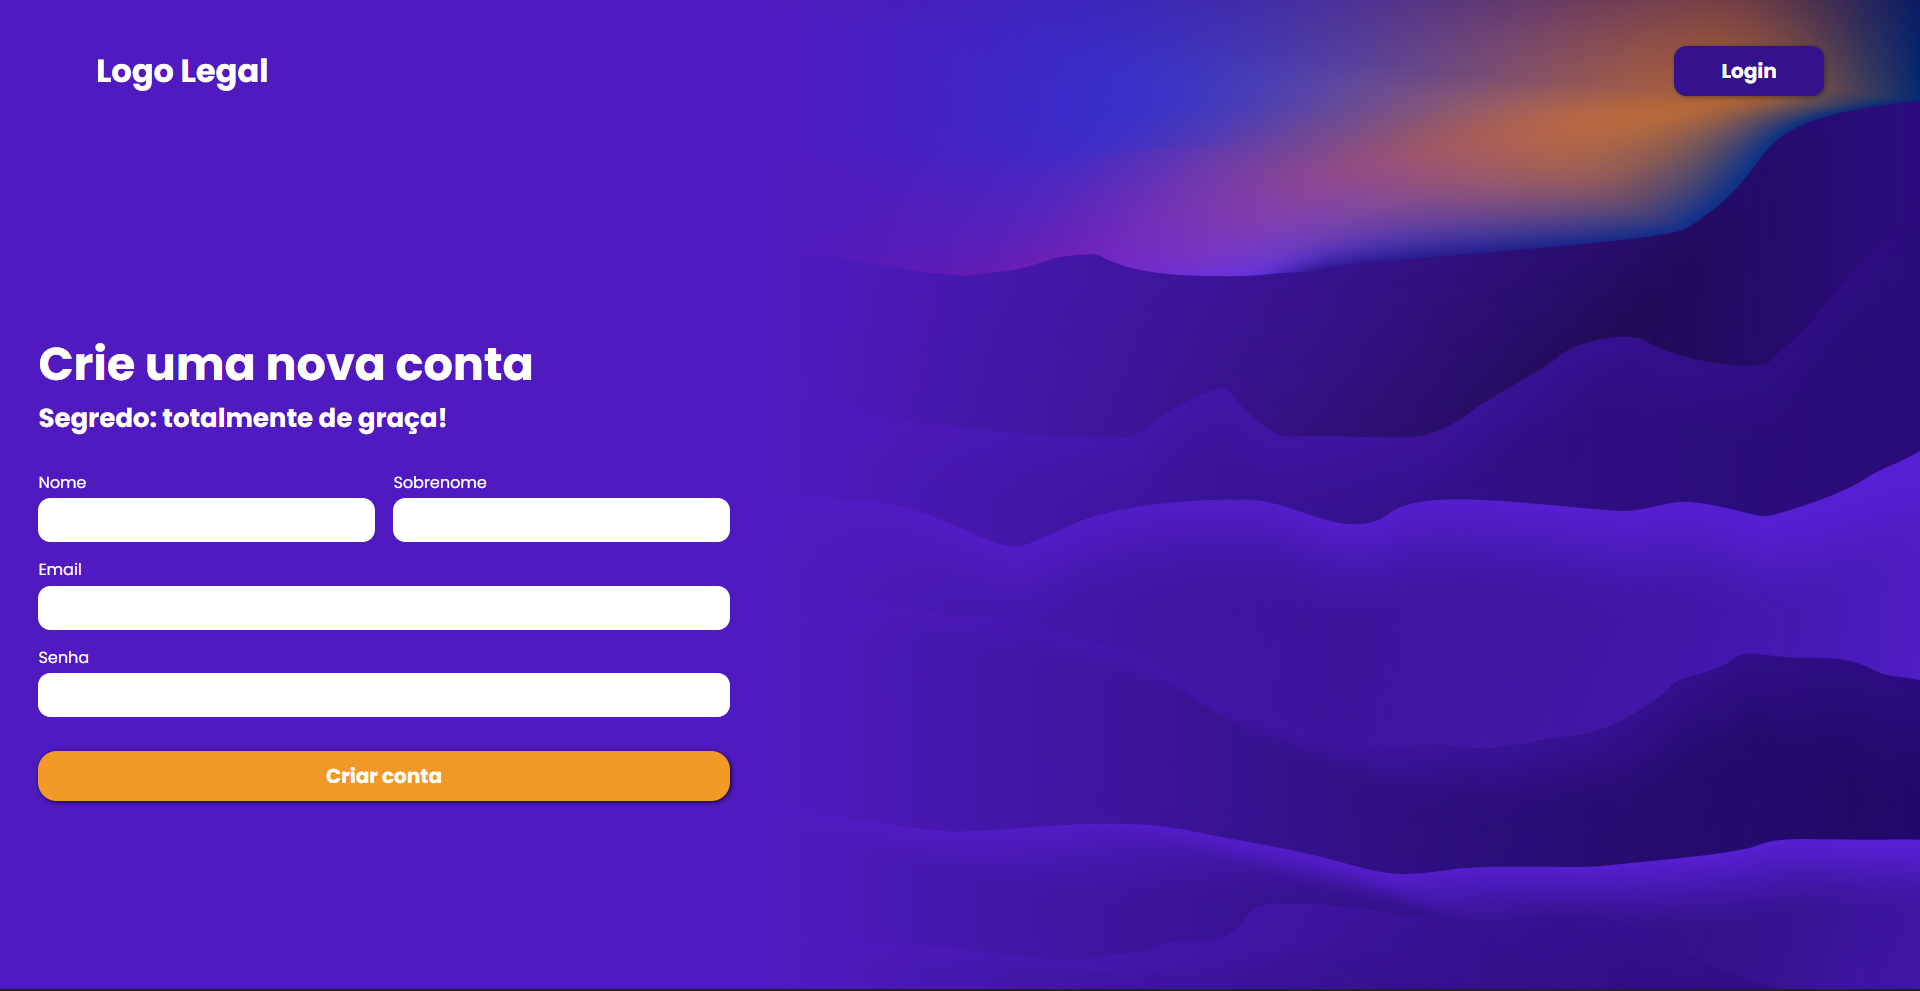 Logo Legal
Login
Crie uma nova conta
Segredo: totalmente de graça!
Nome
Sobrenome
Email
Senha
Criar conta